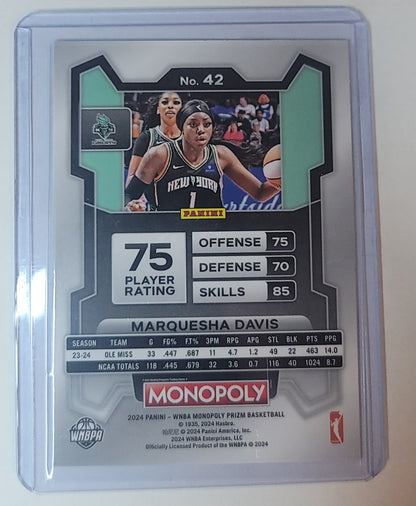 No. 42
NEW YORK
1
PANINI
75
PLAYER
RATING
OFFENSE 75
DEFENSE 70
SKILLS 85
MARQUESHA DAVIS
SEASON TEAM G FG% FT% 3PM RPG APG STL BLK PTS PPG
23-24 OLE MISS 33 .447 .687 11 4.7 1.2 49 22 463 14.0
NCAA TOTALS 118 .445 .679 32 3.6 0.7 116 40 1024 8.7
MONOPOLY
2024 PANINI – WNBA MONOPOLY PRIZM BASKETBALL
© 1935, 2024 Hasbro.
© 2024 Panini America, Inc.
2024 WNBA Enterprises, LLC
Officially Licensed Product of the WNBPA © 2024
WNBPA